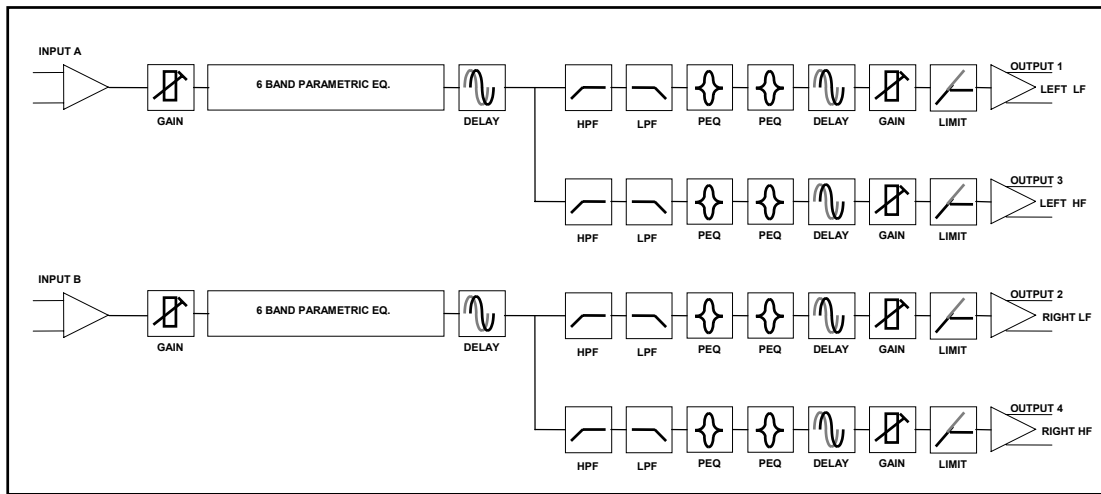 INPUT A
GAIN
6 BAND PARAMETRIC EQ.
DELAY
HPF LPF PEQ PEQ DELAY GAIN LIMIT
OUTPUT 1
LEFT LF
HPF LPF PEQ PEQ DELAY GAIN LIMIT
OUTPUT 3
LEFT HF
INPUT B
GAIN
6 BAND PARAMETRIC EQ.
DELAY
HPF LPF PEQ PEQ DELAY GAIN LIMIT
OUTPUT 2
RIGHT LF
HPF LPF PEQ PEQ DELAY GAIN LIMIT
OUTPUT 4
RIGHT HF